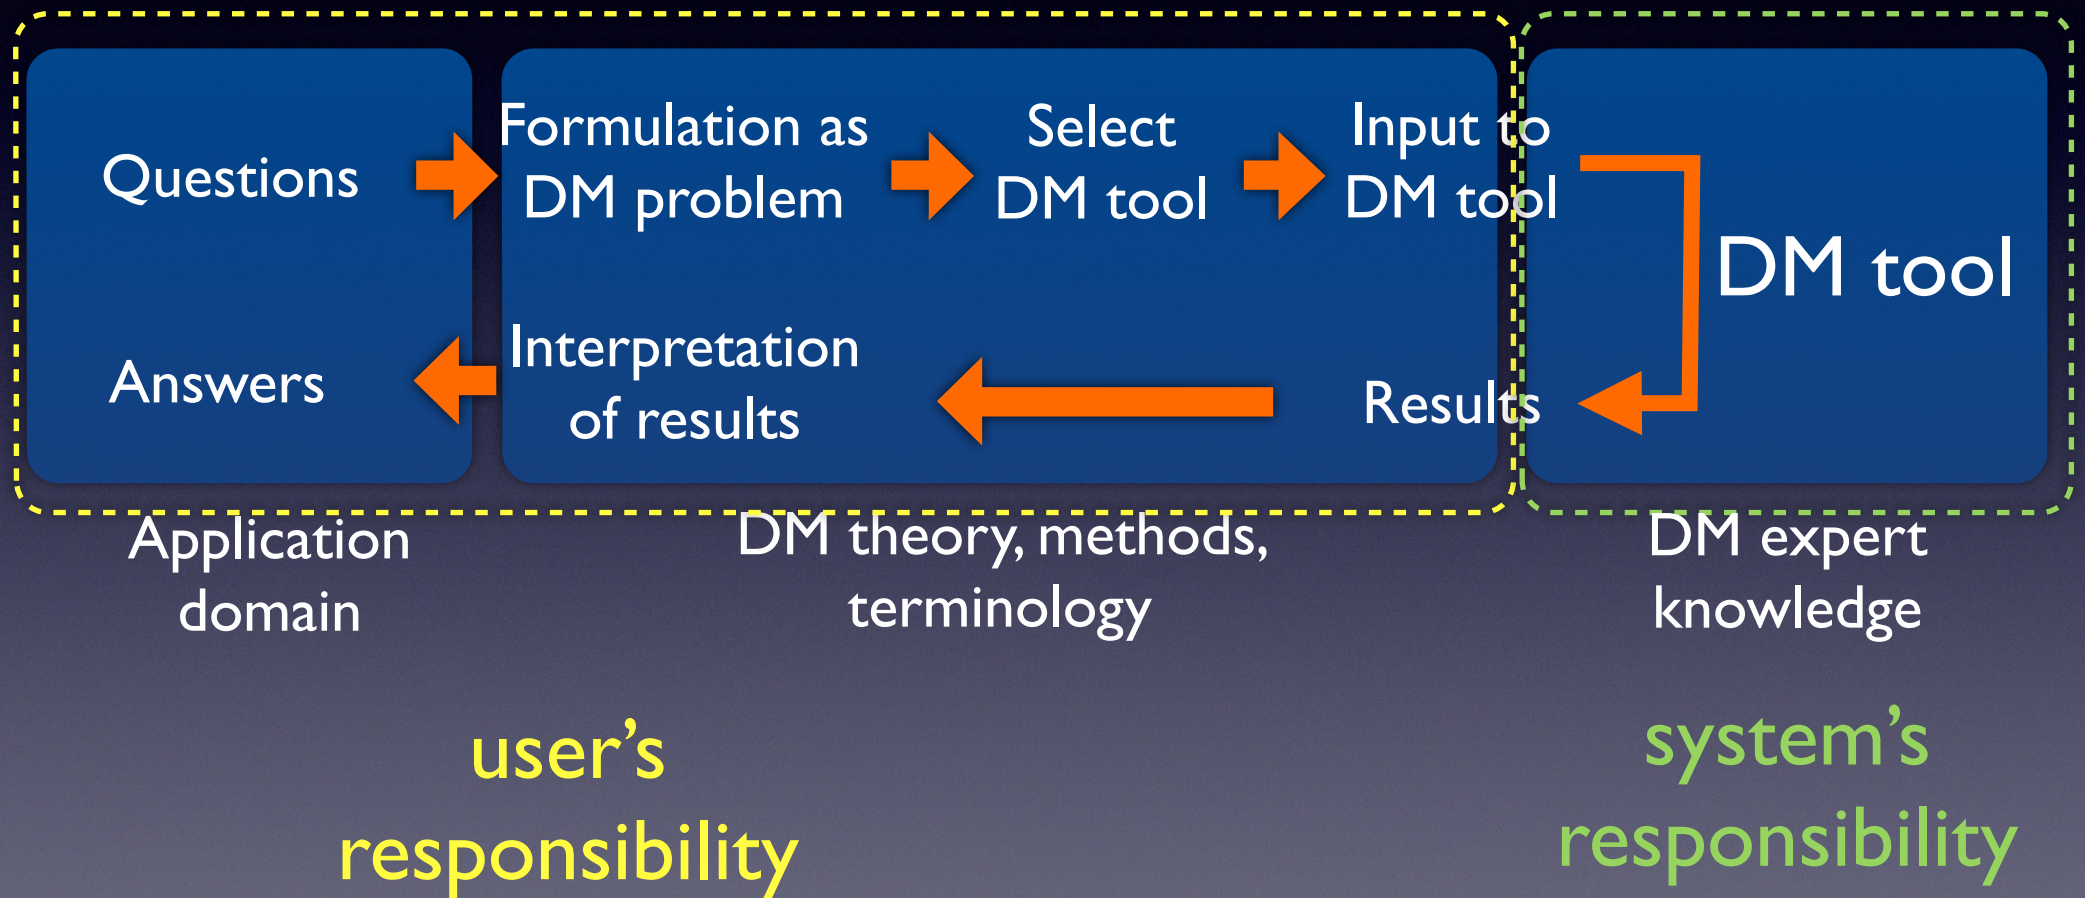 Questions
Formulation as
DM problem
Select
DM tool
Input to
DM tool
DM tool
Answers
Interpretation
of results
Results
Application
domain
DM theory, methods,
terminology
DM expert
knowledge
user’s
responsibility
system’s
responsibility